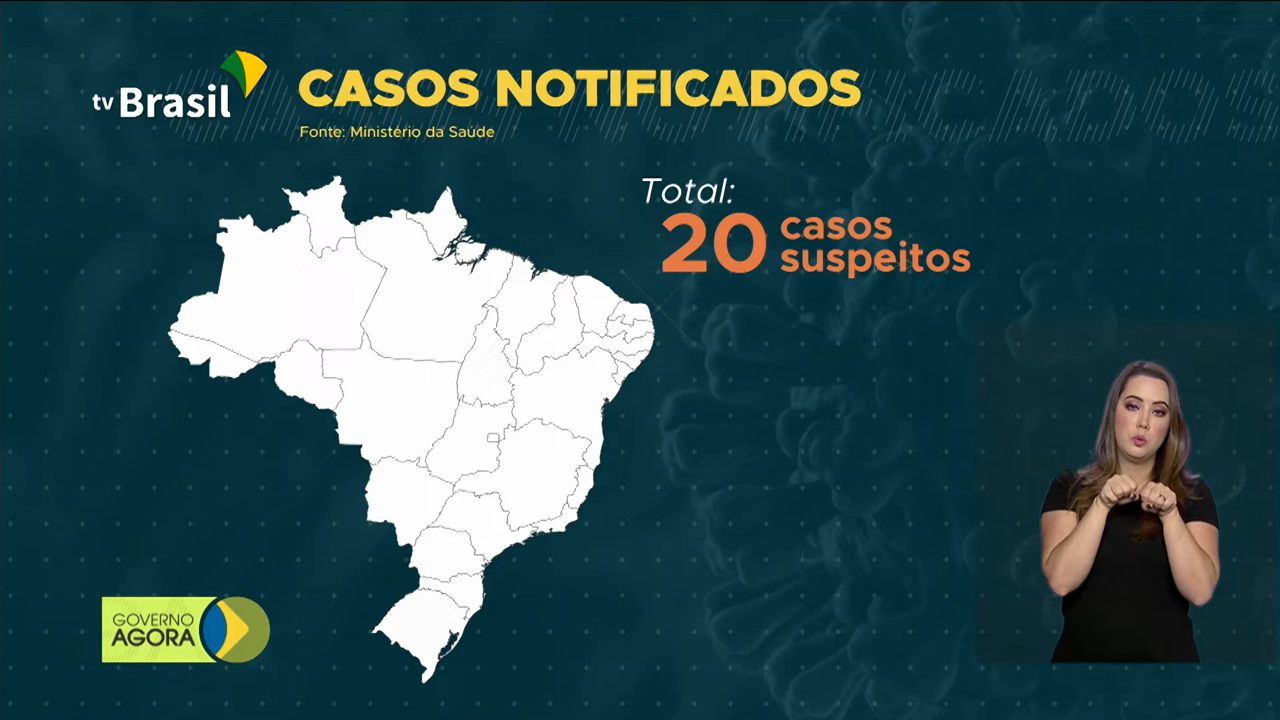 tv Brasil
CASOS NOTIFICADOS
Fonte: Ministério da Saúde
Total:
20 casos
suspeitos
GOVERNO
AGORA